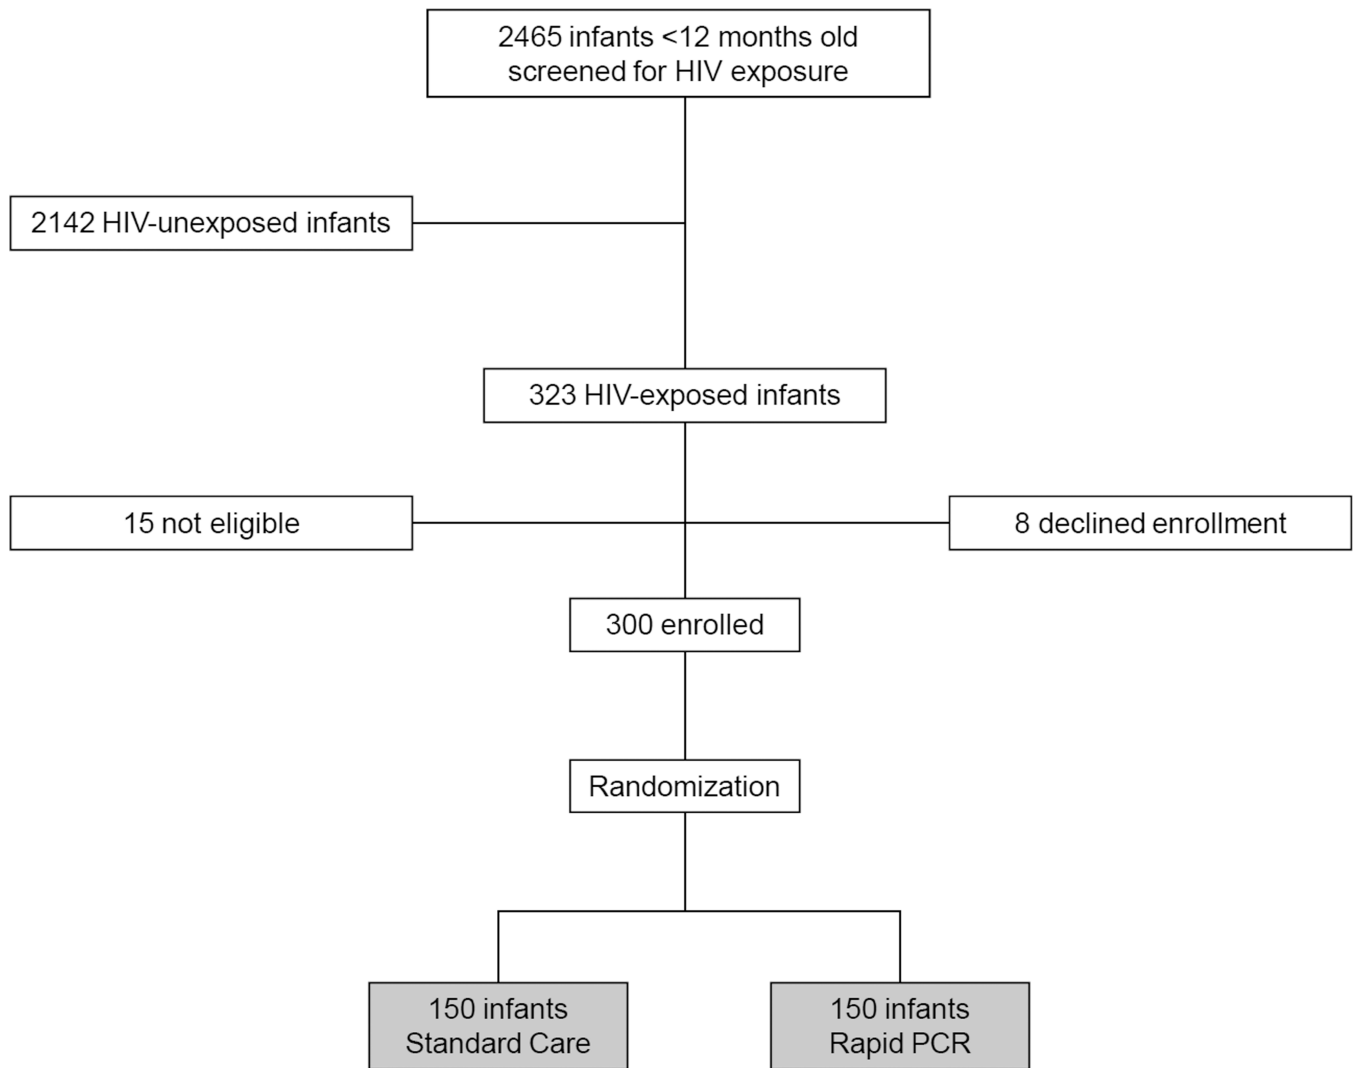 2465 infants <12 months old
screened for HIV exposure
2142 HIV-unexposed infants
323 HIV-exposed infants
15 not eligible
8 declined enrollment
300 enrolled
Randomization
150 infants
Standard Care
150 infants
Rapid PCR